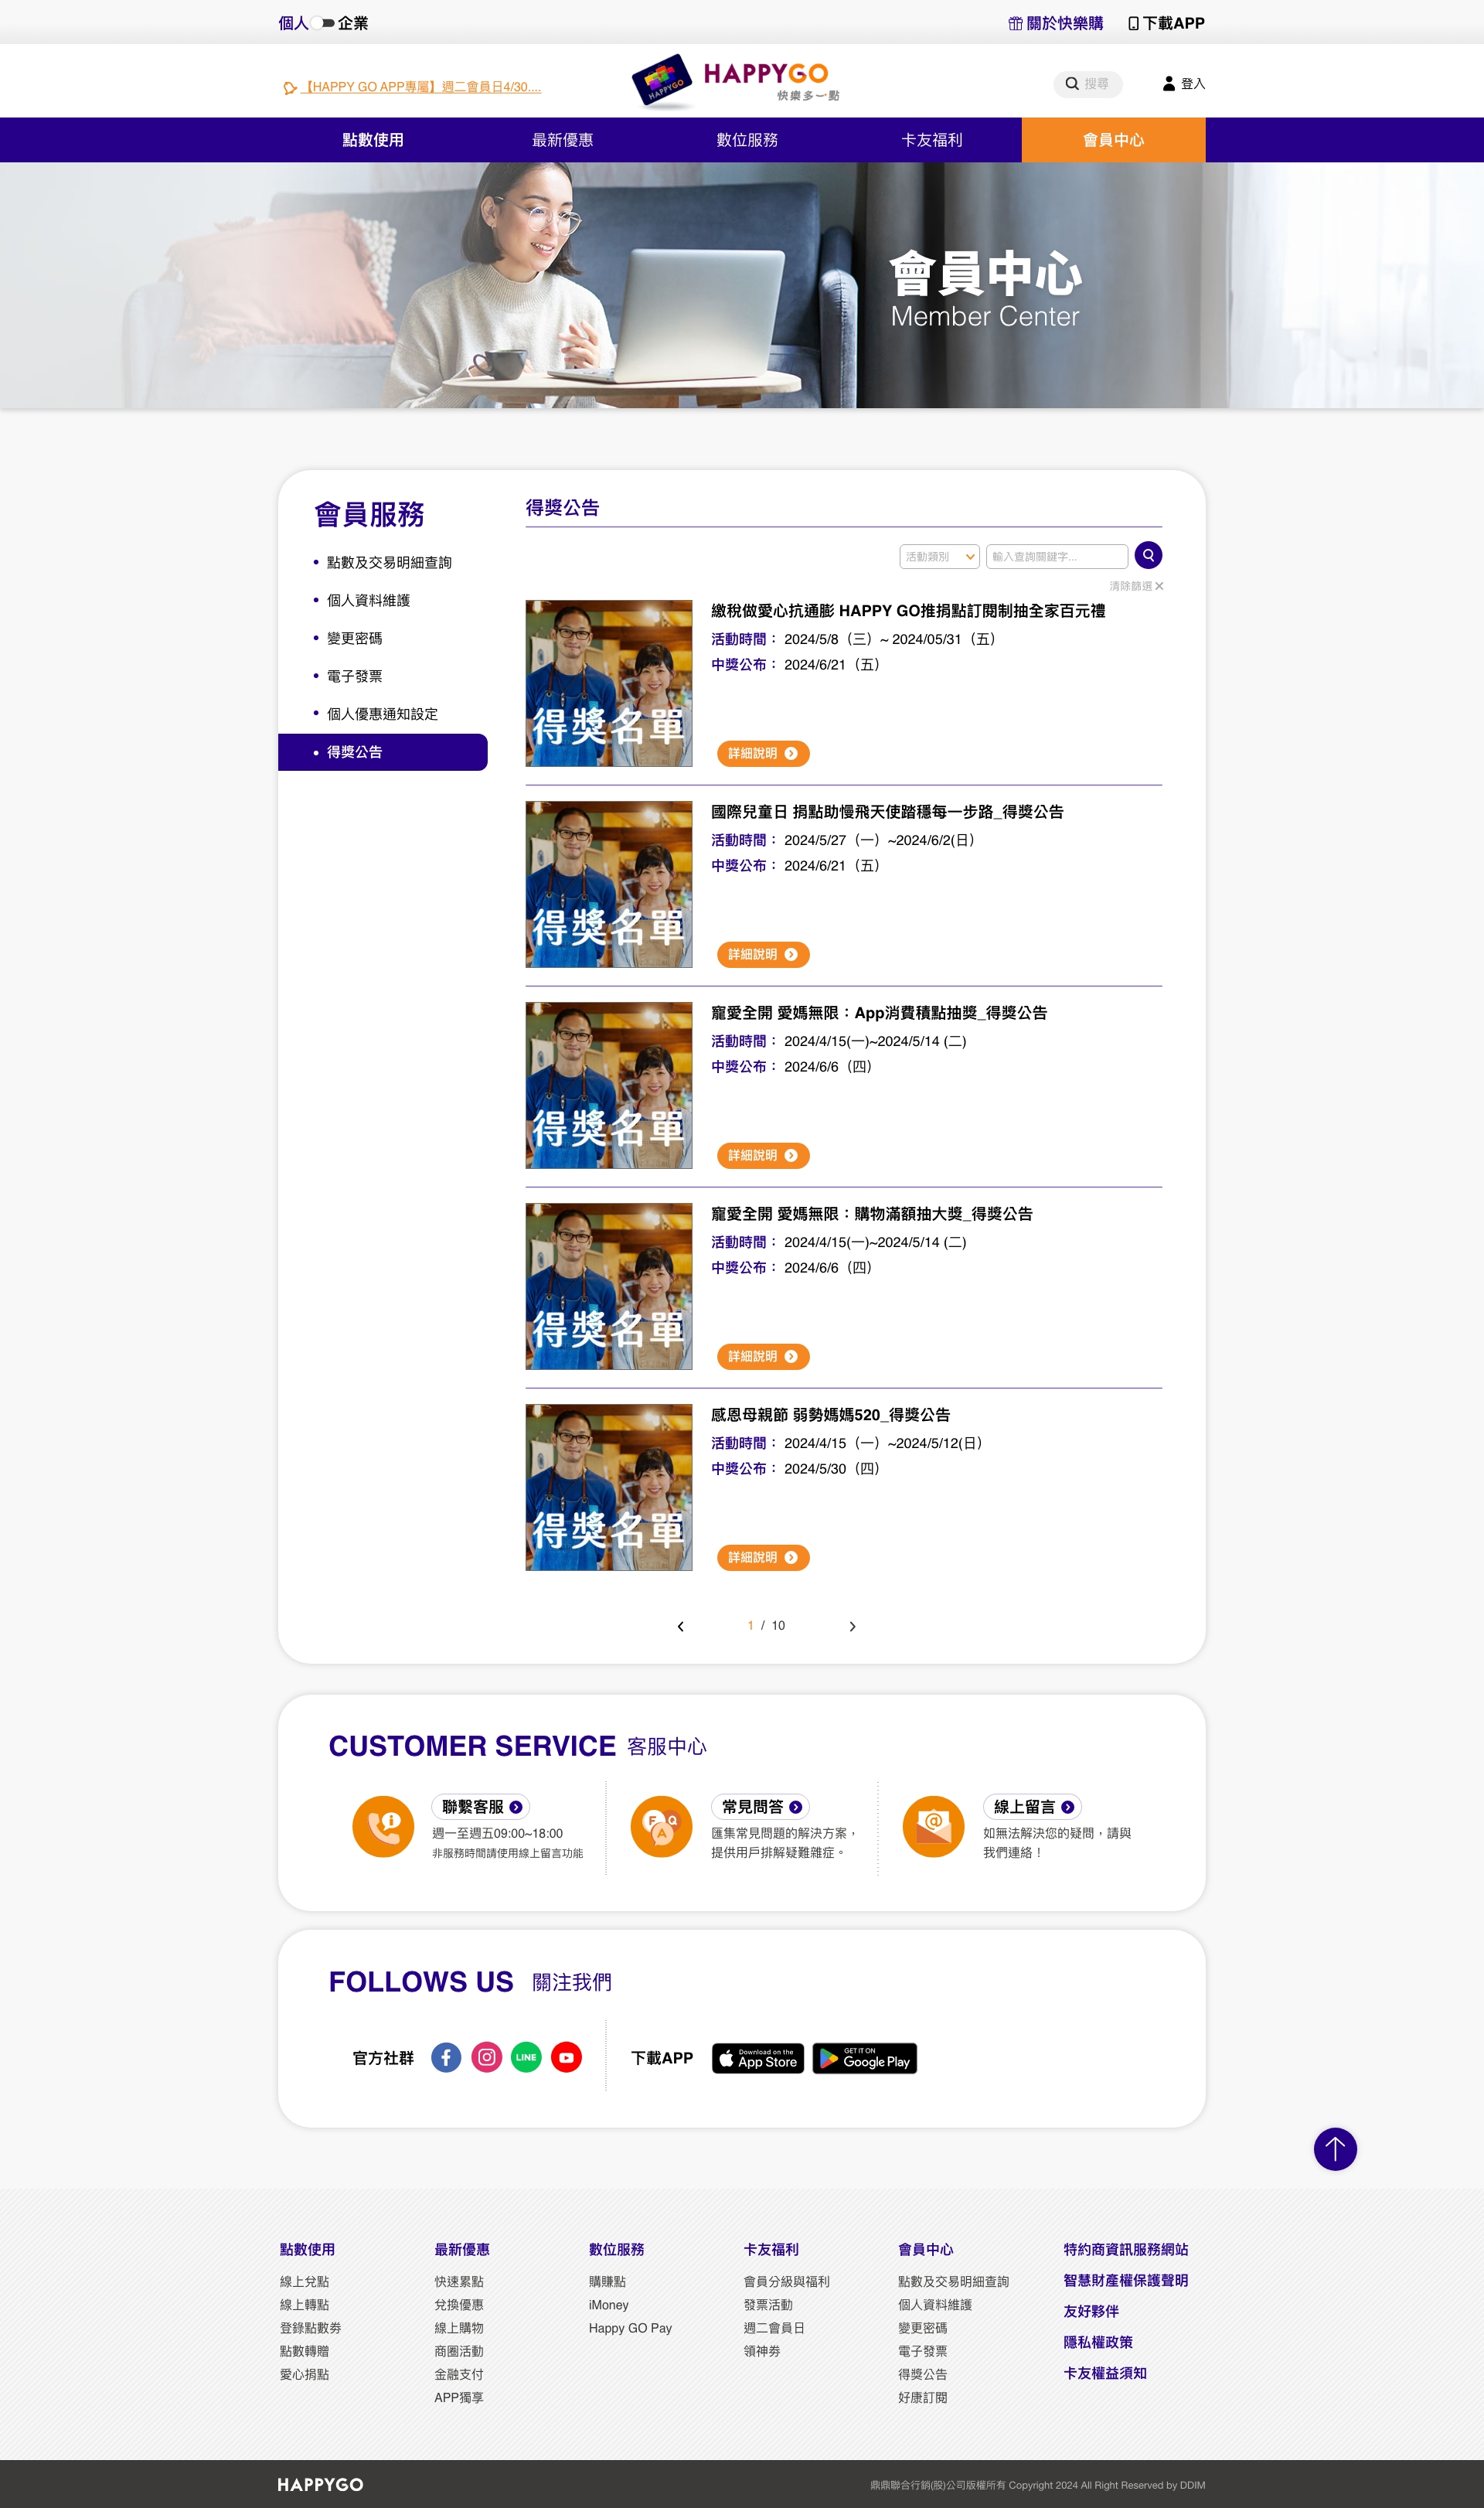 個人 企業
關於快樂購
下載APP
【HAPPY GO APP專屬】週二會員日4/30....
HAPPYGO
HAPPYGO
快樂多一點
搜尋
登入
點數使用
最新優惠
數位服務
卡友福利
會員中心
會員中心
Member Center
會員服務
點數及交易明細查詢
個人資料維護
變更密碼
電子發票
個人優惠通知設定
得獎公告
得獎公告
活動類別
輸入查詢關鍵字...
清除篩選
得獎名單
繳稅做愛心抗通膨 HAPPY GO推捐點訂閱制抽全家百元禮
活動時間： 2024/5/8（三）~ 2024/05/31（五）
中獎公布： 2024/6/21（五）
詳細說明
得獎名單
國際兒童日 捐點助慢飛天使踏穩每一步路_得獎公告
活動時間： 2024/5/27（一）~2024/6/2(日）
中獎公布： 2024/6/21（五）
詳細說明
得獎名單
寵愛全開 愛媽無限：App消費積點抽獎_得獎公告
活動時間： 2024/4/15(一)~2024/5/14 (二)
中獎公布： 2024/6/6（四）
詳細說明
得獎名單
寵愛全開 愛媽無限：購物滿額抽大獎_得獎公告
活動時間： 2024/4/15(一)~2024/5/14 (二)
中獎公布： 2024/6/6（四）
詳細說明
得獎名單
感恩母親節 弱勢媽媽520_得獎公告
活動時間： 2024/4/15（一）~2024/5/12(日）
中獎公布： 2024/5/30（四）
詳細說明
1 / 10
CUSTOMER SERVICE 客服中心
聯繫客服
週一至週五09:00~18:00
非服務時間請使用線上留言功能
F Q A
常見問答
匯集常見問題的解決方案，
提供用戶排解疑難雜症。
@
線上留言
如無法解決您的疑問，請與
我們連絡！
FOLLOWS US 關注我們
官方社群
LINE
下載APP
Download on the
App Store
GET IT ON
Google Play
點數使用
線上兌點
線上轉點
登錄點數券
點數轉贈
愛心捐點
最新優惠
快速累點
兌換優惠
線上購物
商圈活動
金融支付
APP獨享
數位服務
購賺點
iMoney
Happy GO Pay
卡友福利
會員分級與福利
發票活動
週二會員日
領神券
會員中心
點數及交易明細查詢
個人資料維護
變更密碼
電子發票
得獎公告
好康訂閱
特約商資訊服務網站
智慧財產權保護聲明
友好夥伴
隱私權政策
卡友權益須知
HAPPYGO
鼎鼎聯合行銷(股)公司版權所有 Copyright 2024 All Right Reserved by DDIM